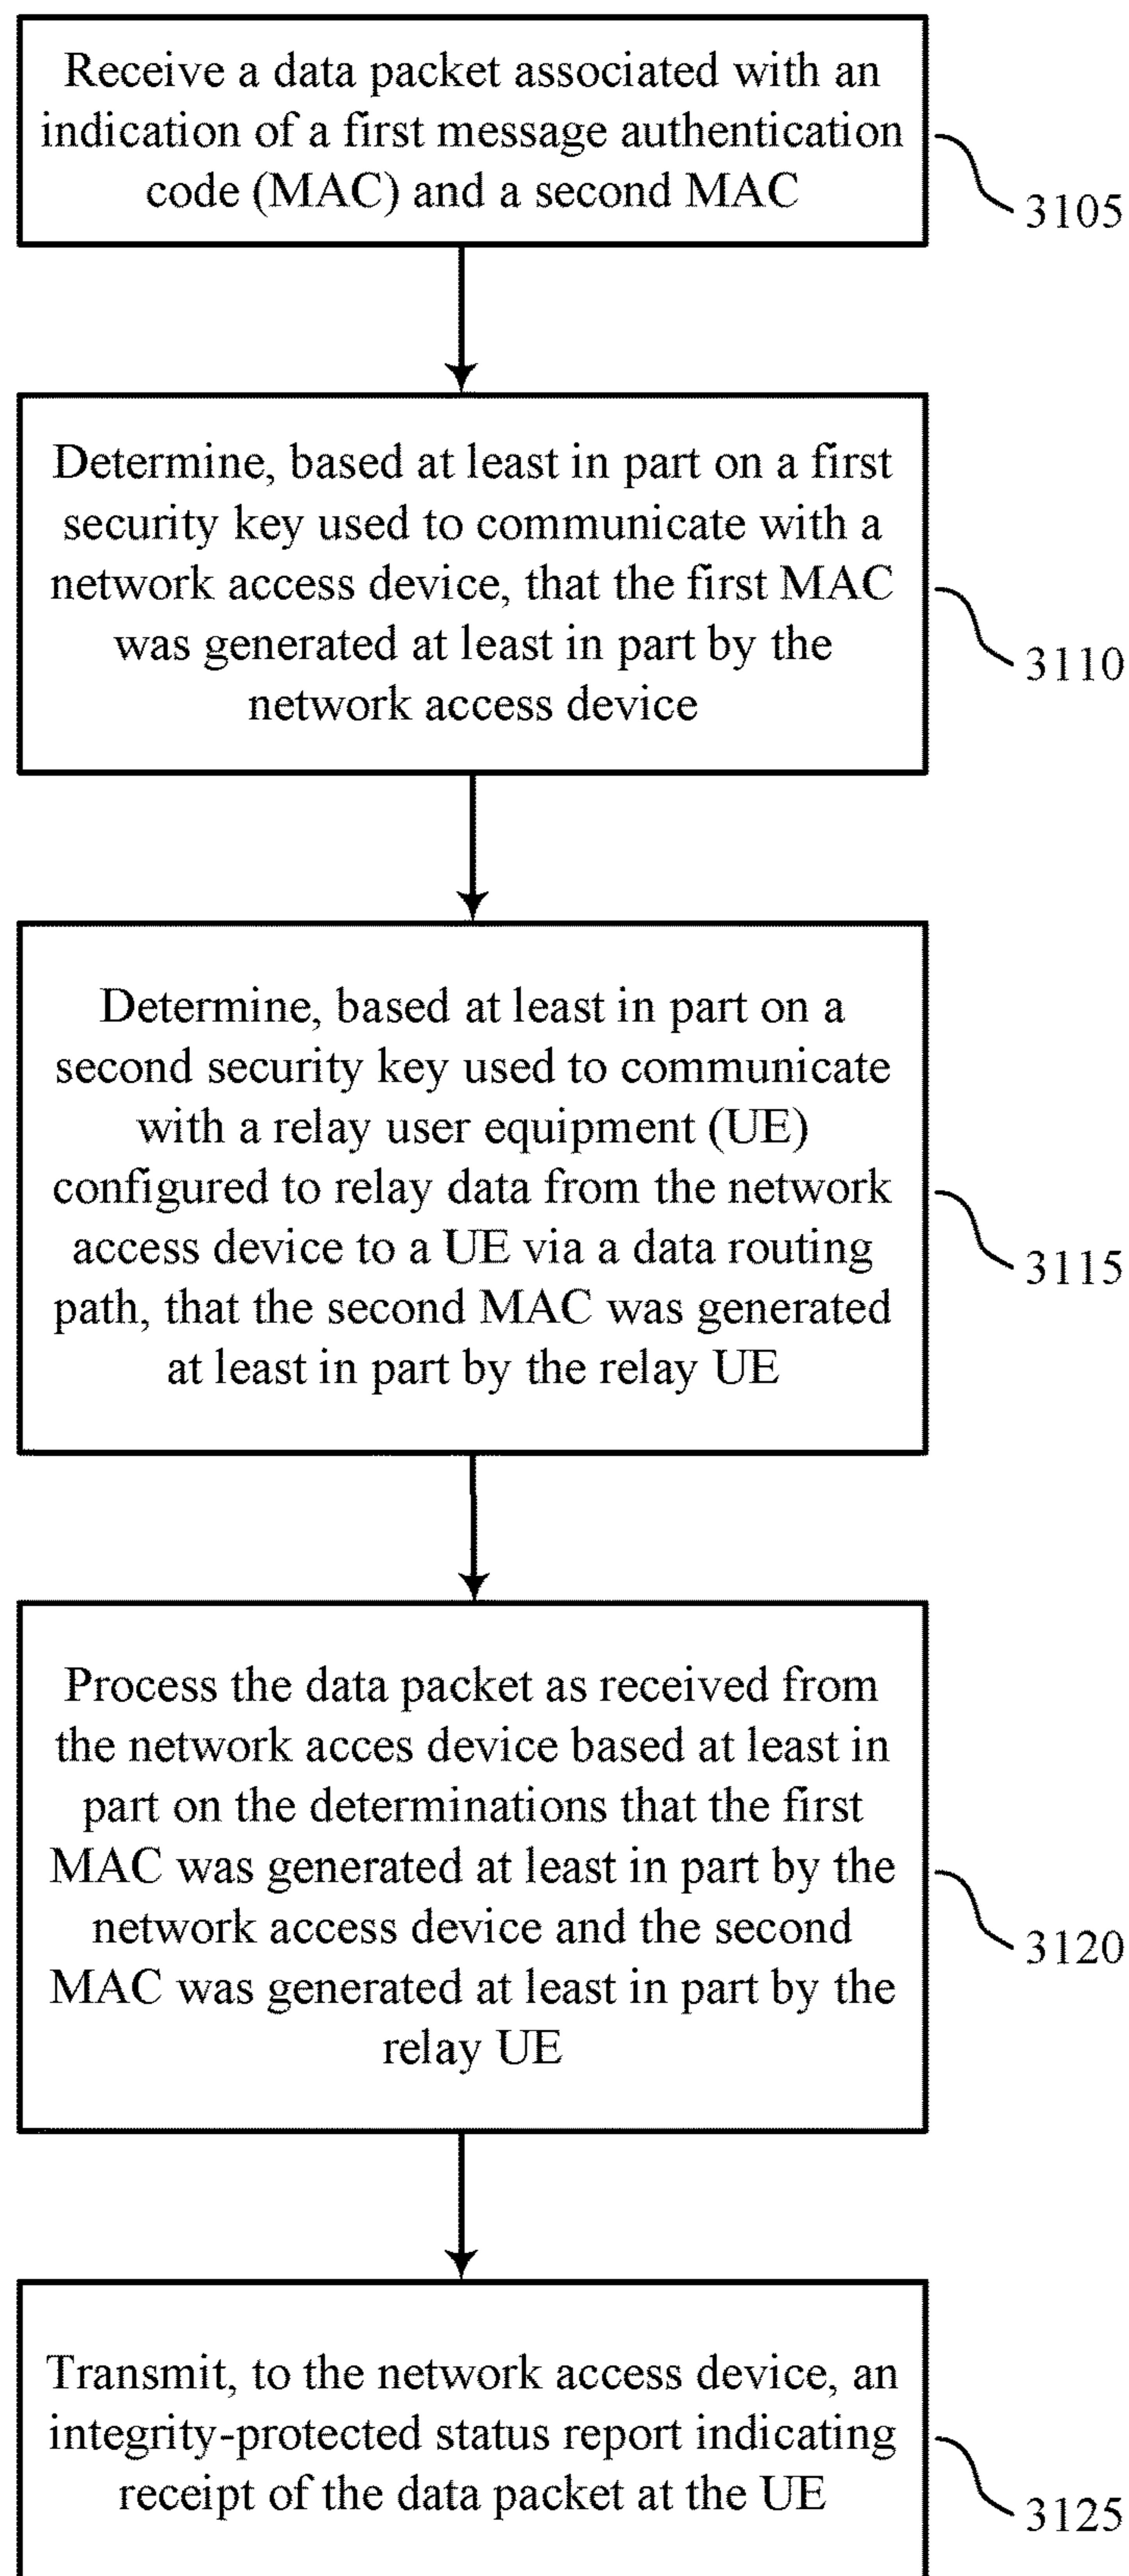 Receive a data packet associated with an
indication of a first message authentication
code (MAC) and a second MAC
3105
Determine, based at least in part on a first
security key used to communicate with a
network access device, that the first MAC
was generated at least in part by the
network access device
3110
Determine, based at least in part on a
second security key used to communicate
with a relay user equipment (UE)
configured to relay data from the network
access device to a UE via a data routing
path, that the second MAC was generated
at least in part by the relay UE
3115
Process the data packet as received from
the network acces device based at least in
part on the determinations that the first
MAC was generated at least in part by the
network access device and the second
MAC was generated at least in part by the
relay UE
3120
Transmit, to the network access device, an
integrity-protected status report indicating
receipt of the data packet at the UE
3125